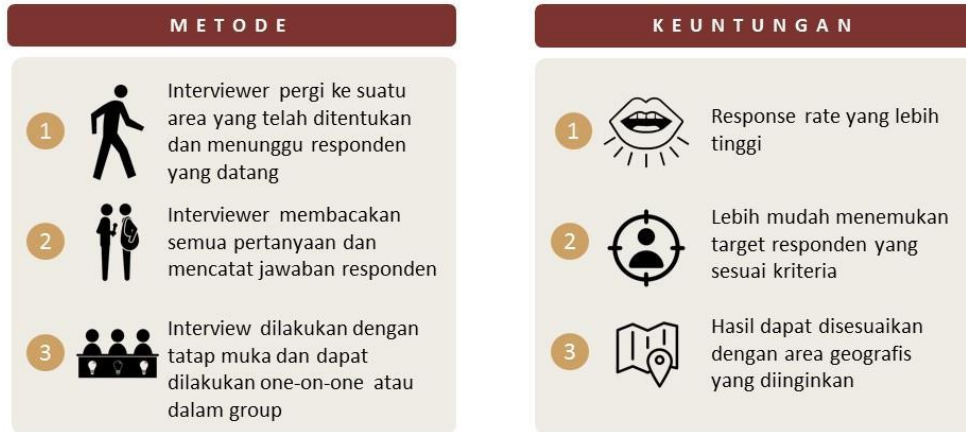 METODE
1
Interviewer pergi ke suatu
area yang telah ditentukan
dan menunggu responden
yang datang
2
Interviewer membacakan
semua pertanyaan dan
mencatat jawaban responden
3
Interview dilakukan dengan
tatap muka dan dapat
dilakukan one-on-one atau
dalam group
KEUNTUNGAN
1
Response rate yang lebih
tinggi
2
Lebih mudah menemukan
target responden yang
sesuai kriteria
3
Hasil dapat disesuaikan
dengan area geografis
yang diinginkan